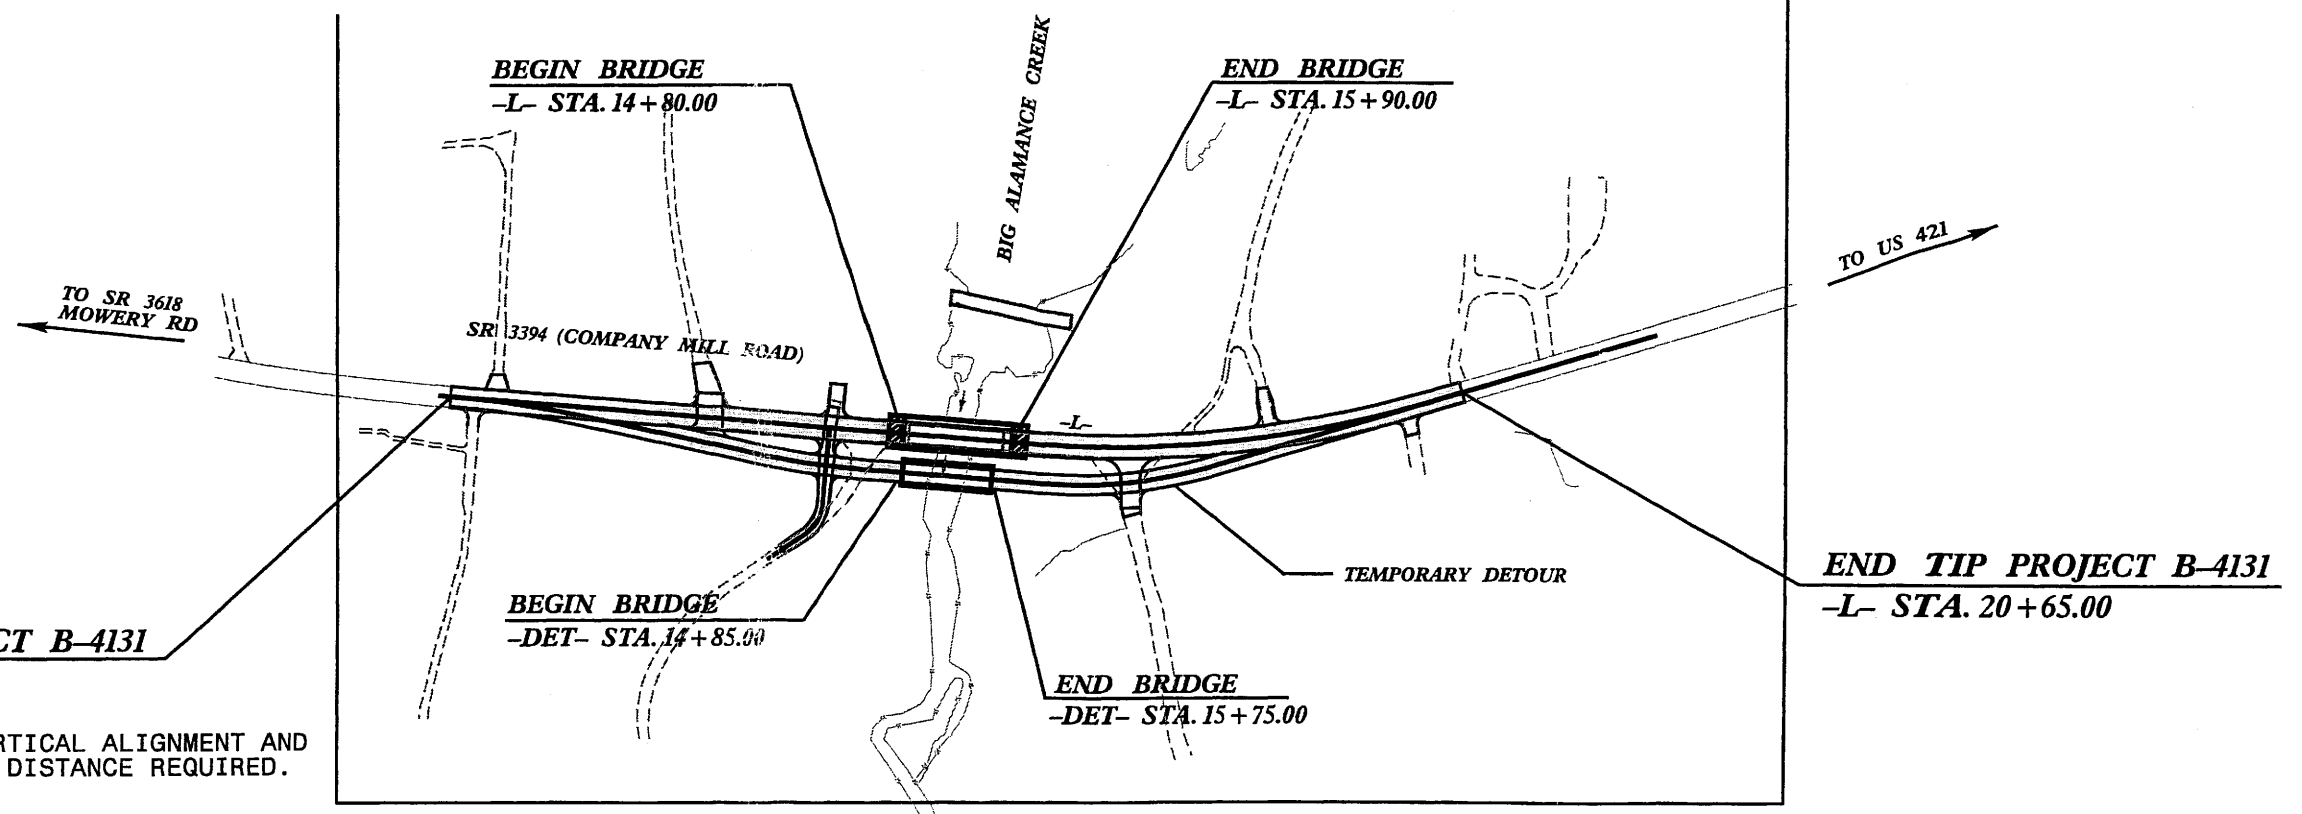 BEGIN BRIDGE
-L- STA. 14+80.00
BIG ALAMANCE CREEK
END BRIDGE
-L- STA. 15+90.00
TO SR 3618
MOWERY RD
SR 3394 (COMPANY MILL ROAD)
TO US 421
-L-
BEGIN BRIDGE
-DET- STA. 14+85.00
TEMPORARY DETOUR
END TIP PROJECT B-4131
-L- STA. 20+65.00
CT B-4131
END BRIDGE
-DET- STA. 15+75.00
RTICAL ALIGNMENT AND
DISTANCE REQUIRED.